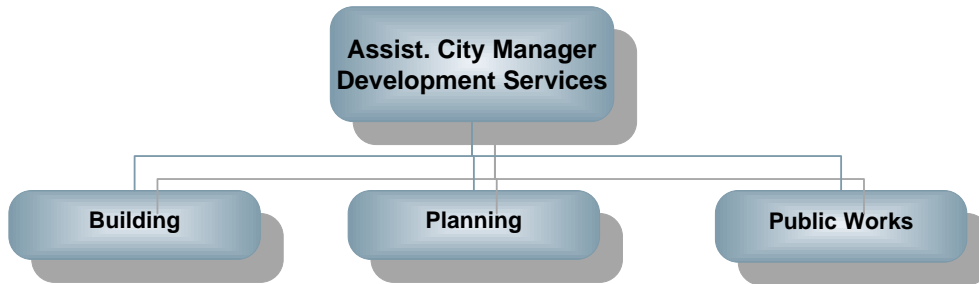 Assist. City Manager
Development Services
Building
Planning
Public Works